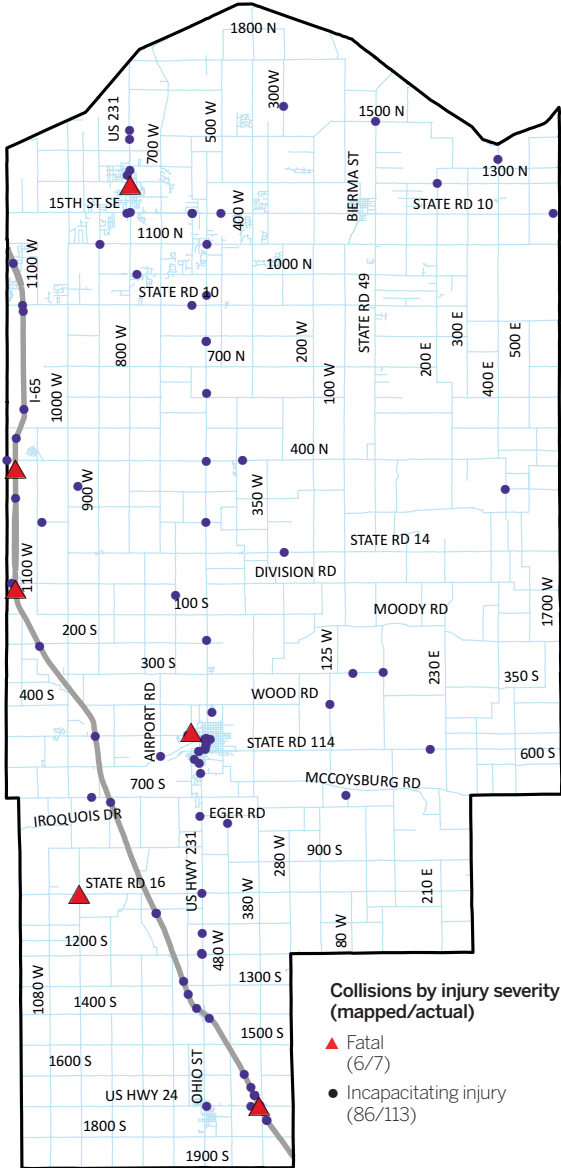 1800 N
300 W
US 231
500 W
1500 N
700 W
BIERMA ST
1300 N
15TH ST SE
400 W
STATE RD 10
1100 N
1100 W
1000 N
STATE RD 10
STATE RD 49
300 E
500 E
800 W
700 N
200 W
200 E
400 E
100 W
I-65
1000 W
400 N
900 W
350 W
STATE RD 14
DIVISION RD
1100 W
100 S
MOODY RD
1700 W
200 S
125 W
230 E
300 S
350 S
400 S
WOOD RD
AIRPORT RD
STATE RD 114
600 S
700 S
MCCOYSBURG RD
IROQUOIS DR
EGER RD
US HWY 231
280 W
900 S
STATE RD 16
380 W
210 E
1200 S
480 W
80 W
1080 W
1300 S
1400 S
1500 S
1600 S
OHIO ST
US HWY 24
1800 S
1900 S
Collisions by injury severity
(mapped/actual)
Fatal
(6/7)
Incapacitating injury
(86/113)